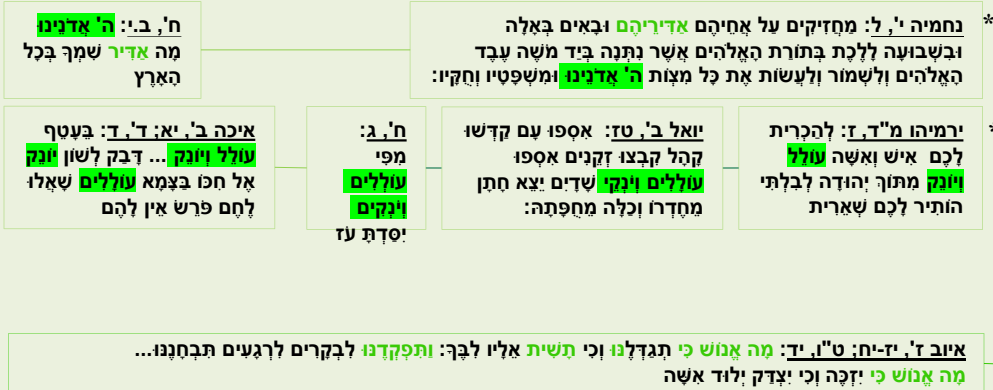 * נחמיה י', ל: מַחֲזִיקִים עַל אֲחֵיהֶם אַדִּירֵיהֶם וּבָאִים בְּאָלָה
וּבִשְׁבוּעָה לָלֶכֶת בְּתוֹרַת הָאֱלֹהִים אֲשֶׁר נִתְּנָה בְּיַד מֹשֶׁה עֶבֶד
הָאֱלֹהִים וְלִשְׁמוֹר וְלַעֲשׂוֹת אֶת כָּל מִצְוֹת ה' אֲדֹנֵינוּ וּמִשְׁפָּטָיו וְחֻקָּיו:
ח', ב.י: ה' אֲדֹנֵינוּ
מָה אַדִּיר שִׁמְךָ בְּכָל
הָאָרֶץ
* ירמיהו מ"ד, ז: לְהַכְרִית
לָכֶם אִישׁ וְאִשָּׁה עוֹלֵל
וְיוֹנֵק מִתּוֹךְ יְהוּדָה לְבִלְתִּי
הוֹתִיר לָכֶם שְׁאֵרִית
יואל ב', טז: אִסְפוּ עָם קַדְּשׁוּ
קָהָל קִבְצוּ זְקֵנִים אִסְפוּ
עוֹלָלִים וְיֹנְקֵי שָׁדָיִם יֵצֵא חָתָן
מֵחֶדְרוֹ וְכַלָּה מֵחֻפָּתָהּ:
ח', ג:
מִפִּי
עוֹלְלִים
וְיֹנְקִים
יִסַּדְתָּ עֹז
איכה ב', יא; ד', ד: בֵּעָטֵף
עוֹלֵל וְיוֹנֵק ... דָּבַק לְשׁוֹן יוֹנֵק
אֶל חִכּוֹ בַּצָּמָא עוֹלָלִים שָׁאֲלוּ
לֶחֶם פֹּרֵשׂ אֵין לָהֶם
איוב ז', יז-יח; ט"ו, יד: מָה אֱנוֹשׁ כִּי תְגַדְּלֶנּוּ וְכִי תָשִׁית אֵלָיו לִבֶּךָ: וַתִּפְקְדֶנּוּ לִבְקָרִים לִרְגָעִים תִּבְחָנֶנּוּ...
מָה אֱנוֹשׁ כִּי יִזְכֶּה וְכִי יִצְדַּק יְלוּד אִשָּׁה